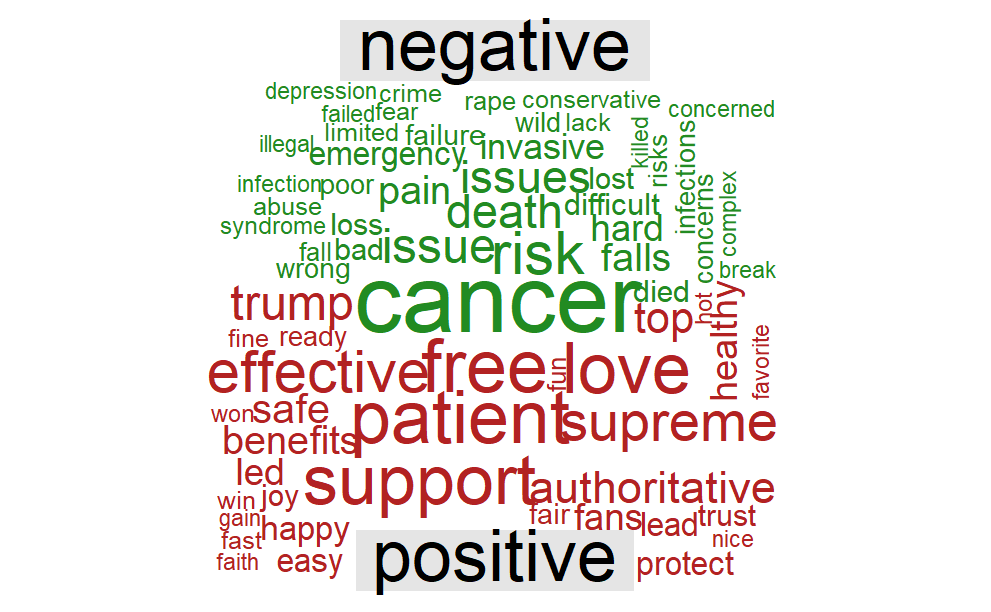 negative
depression crime rape conservative concerned
failed fear wild lack killed
illegal limited failure invasive risks infections
emergency issues lost
infection poor pain death difficult concerns complex
abuse
syndrome loss issue risk hard
fall bad falls break
wrong cancer died
trump top hot healthy
fine ready favorite
effective free fun love
won safe patient supreme
benefits
led support authoritative
win joy
gain happy fair fans lead trust
fast nice
faith easy protect
positive